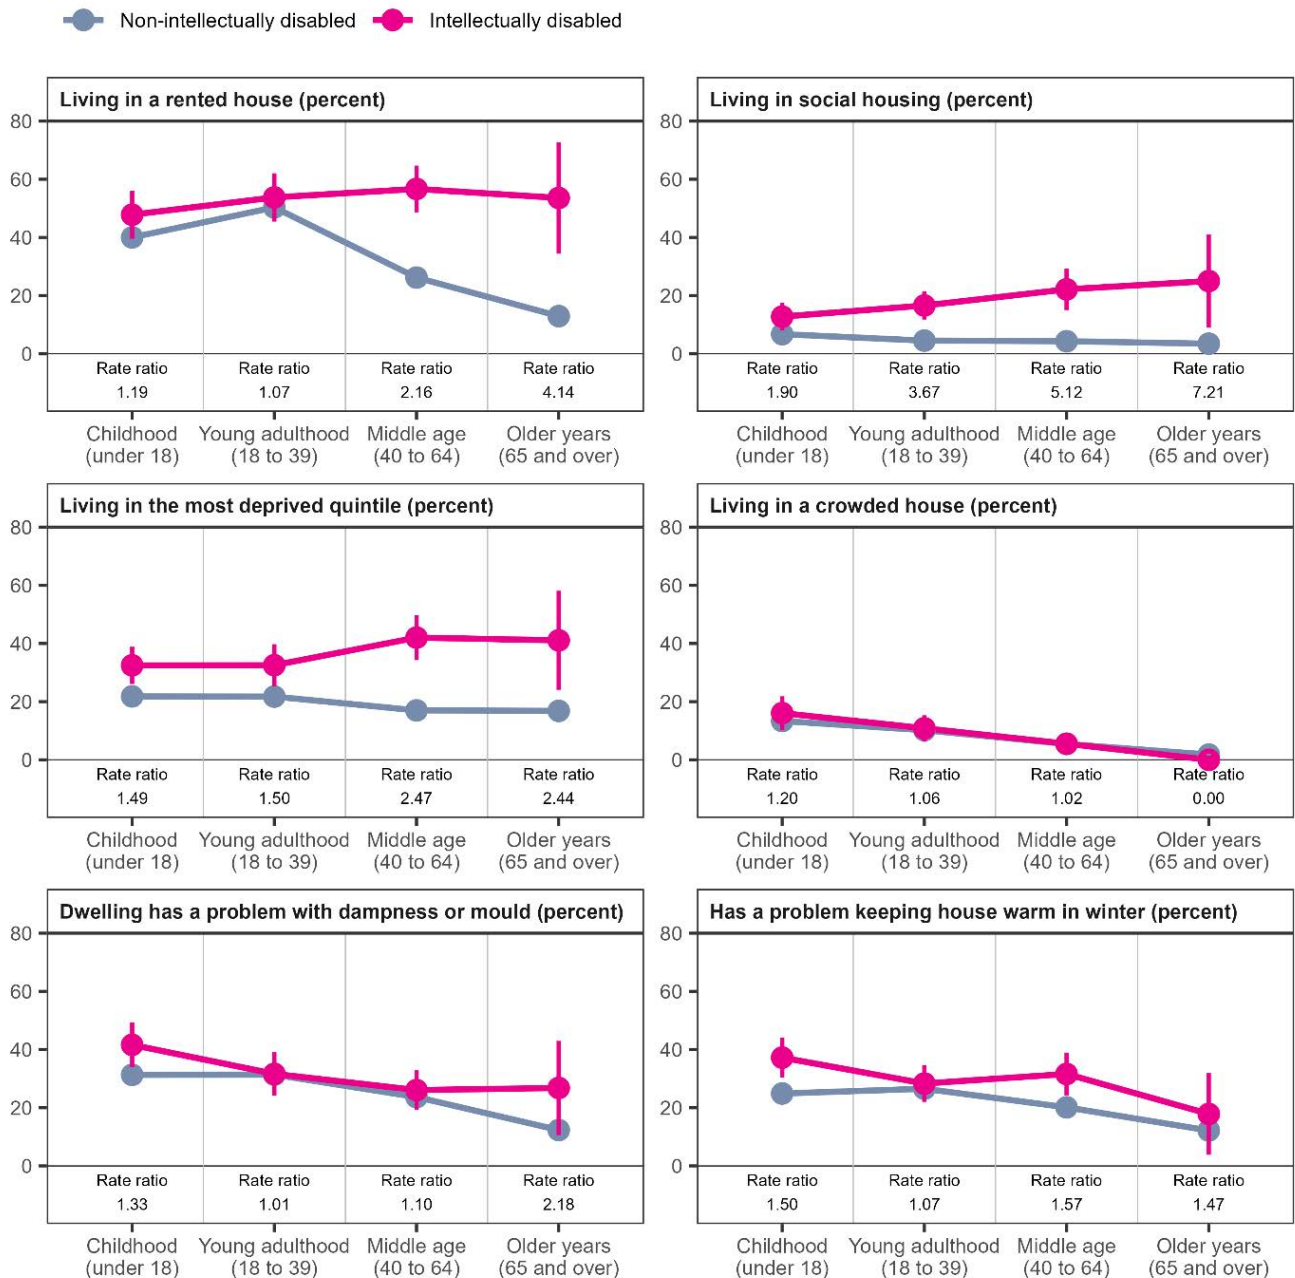 Non-intellectually disabled Intellectually disabled
Living in a rented house (percent)
80
60
40
20
0
Rate ratio Rate ratio Rate ratio Rate ratio
1.19 1.07 2.16 4.14
Childhood Young adulthood Middle age Older years
(under 18) (18 to 39) (40 to 64) (65 and over)
Living in social housing (percent)
80
60
40
20
0
Rate ratio Rate ratio Rate ratio Rate ratio
1.90 3.67 5.12 7.21
Childhood Young adulthood Middle age Older years
(under 18) (18 to 39) (40 to 64) (65 and over)
Living in the most deprived quintile (percent)
80
60
40
20
0
Rate ratio Rate ratio Rate ratio Rate ratio
1.49 1.50 2.47 2.44
Childhood Young adulthood Middle age Older years
(under 18) (18 to 39) (40 to 64) (65 and over)
Living in a crowded house (percent)
80
60
40
20
0
Rate ratio Rate ratio Rate ratio Rate ratio
1.20 1.06 1.02 0.00
Childhood Young adulthood Middle age Older years
(under 18) (18 to 39) (40 to 64) (65 and over)
Dwelling has a problem with dampness or mould (percent)
80
60
40
20
0
Rate ratio Rate ratio Rate ratio Rate ratio
1.33 1.01 1.10 2.18
Childhood Young adulthood Middle age Older years
(under 18) (18 to 39) (40 to 64) (65 and over)
Has a problem keeping house warm in winter (percent)
80
60
40
20
0
Rate ratio Rate ratio Rate ratio Rate ratio
1.50 1.07 1.57 1.47
Childhood Young adulthood Middle age Older years
(under 18) (18 to 39) (40 to 64) (65 and over)